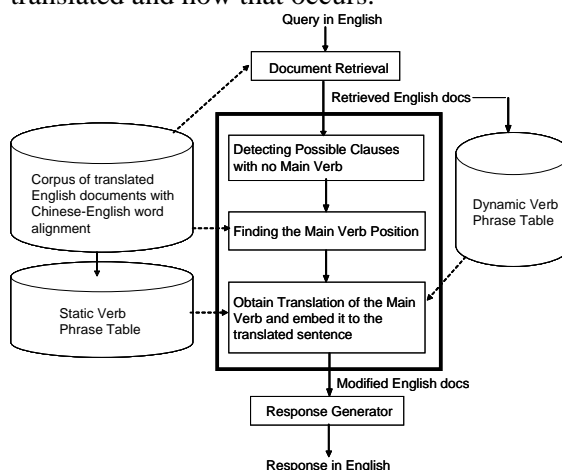 translated and how that occurs.
Query in English
Document Retrieval
Retrieved English docs
Detecting Possible Clauses
with no Main Verb
Corpus of translated
English documents with
Chinese-English word
alignment
Dynamic Verb
Phrase Table
Finding the Main Verb Position
Static Verb
Phrase Table
Obtain Translation of the Main
Verb and embed it to the
translated sentence
Modified English docs
Response Generator
Response in English